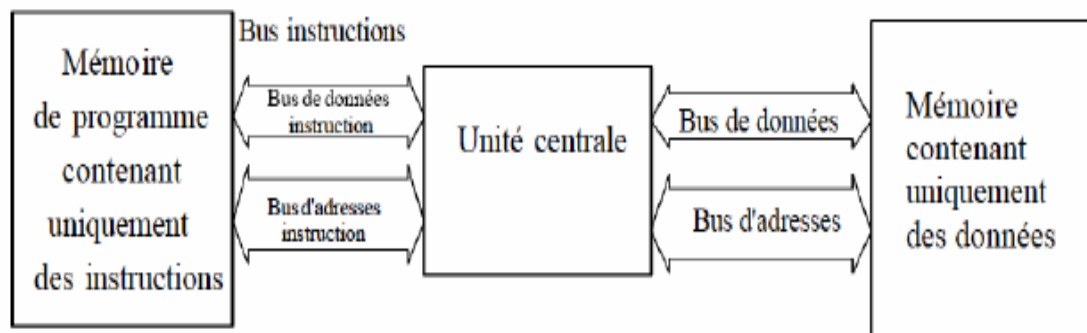 Mémoire
de programme
contenant
uniquement
des instructions
Bus instructions
Bus de données
instruction
Bus d'adresses
instruction
Unité centrale
Bus de données
Bus d'adresses
Mémoire
contenant
uniquement
des données